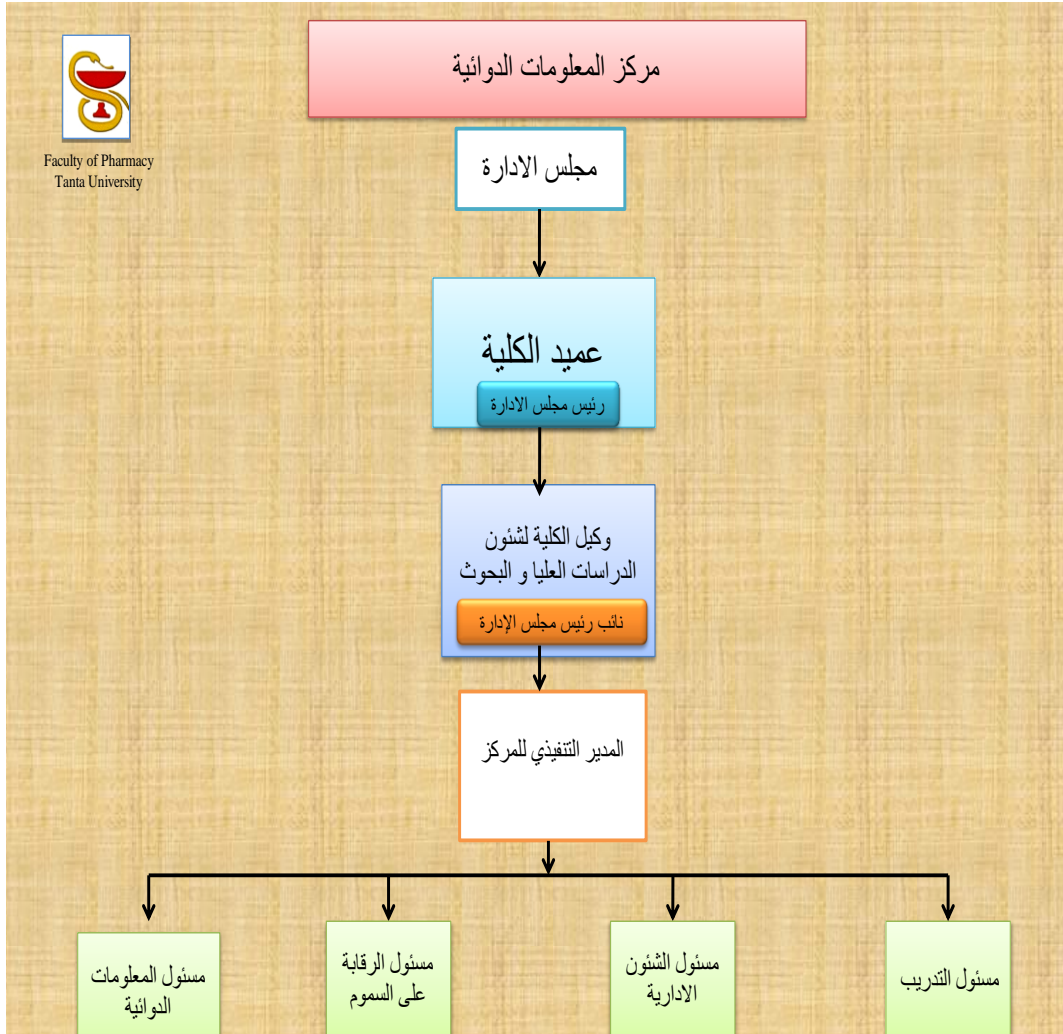 مركز المعلومات الدوائية
Faculty of Pharmacy
Tanta University
مجلس الادارة
عميد الكلية
رئيس مجلس الادارة
وكيل الكلية لشئون
الدراسات العليا و البحوث
نائب رئيس مجلس الإدارة
المدير التنفيذي للمركز
مسئول التدريب
مسئول الشئون
الادارية
مسئول الرقابة
على السموم
مسئول المعلومات
الدوائية